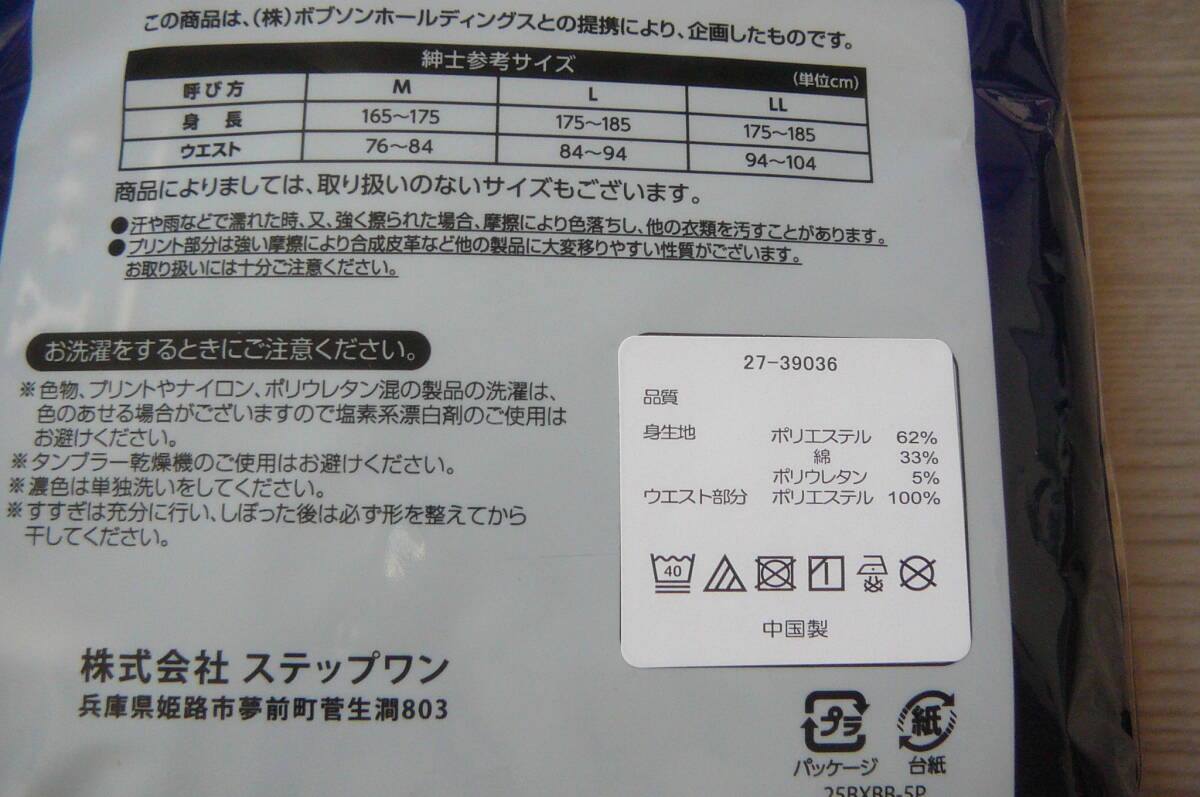 この商品は、(株)ボブソンホールディングスとの提携により、企画したものです。
紳士参考サイズ
(単位cm)
呼び方 M L LL
身長 165〜175 175〜185 175〜185
ウエスト 76〜84 84〜94 94〜104
商品によりましては、取り扱いのないサイズもございます。
●汗や雨などで濡れた時、又、強く擦られた場合、摩擦により色落ちし、他の衣類を汚すことがあります。
●プリント部分は強い摩擦により合成皮革など他の製品に大変移りやすい性質がございます。
お取り扱いには十分ご注意ください。
お洗濯をするときにご注意ください。
※色物、プリントやナイロン、ポリウレタン混の製品の洗濯は、
色のあせる場合がございますので塩素系漂白剤のご使用は
お避けください。
※タンブラー乾燥機のご使用はお避けください。
※濃色は単独洗いをしてください。
※すすぎは充分に行い、しぼった後は必ず形を整えてから
干してください。
株式会社 ステップワン
兵庫県姫路市夢前町菅生澗803
27-39036
品質
身生地 ポリエステル 62%
綿 33%
ポリウレタン 5%
ウエスト部分 ポリエステル 100%
40
中国製
プラ 紙
パッケージ 台紙
25BXBB-5P